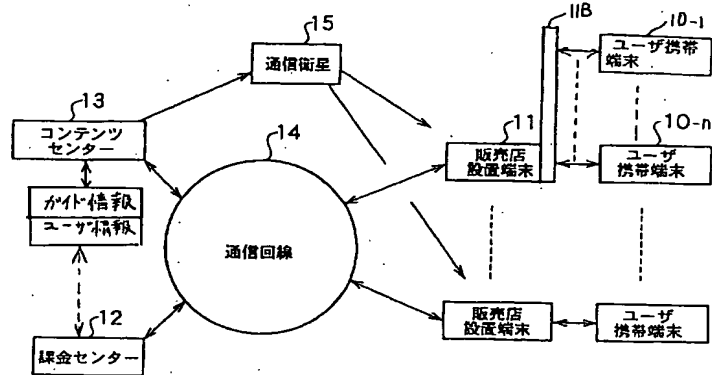 11B
10-1
15
ユーザ携帯
端末
通信衛星
13
14
11
10-n
コンテンツ
センター
販売店
設置端末
ユーザ
携帯端末
ガイド情報
ユーザ情報
通信回線
12
課金センター
販売店
設置端末
ユーザ
携帯端末